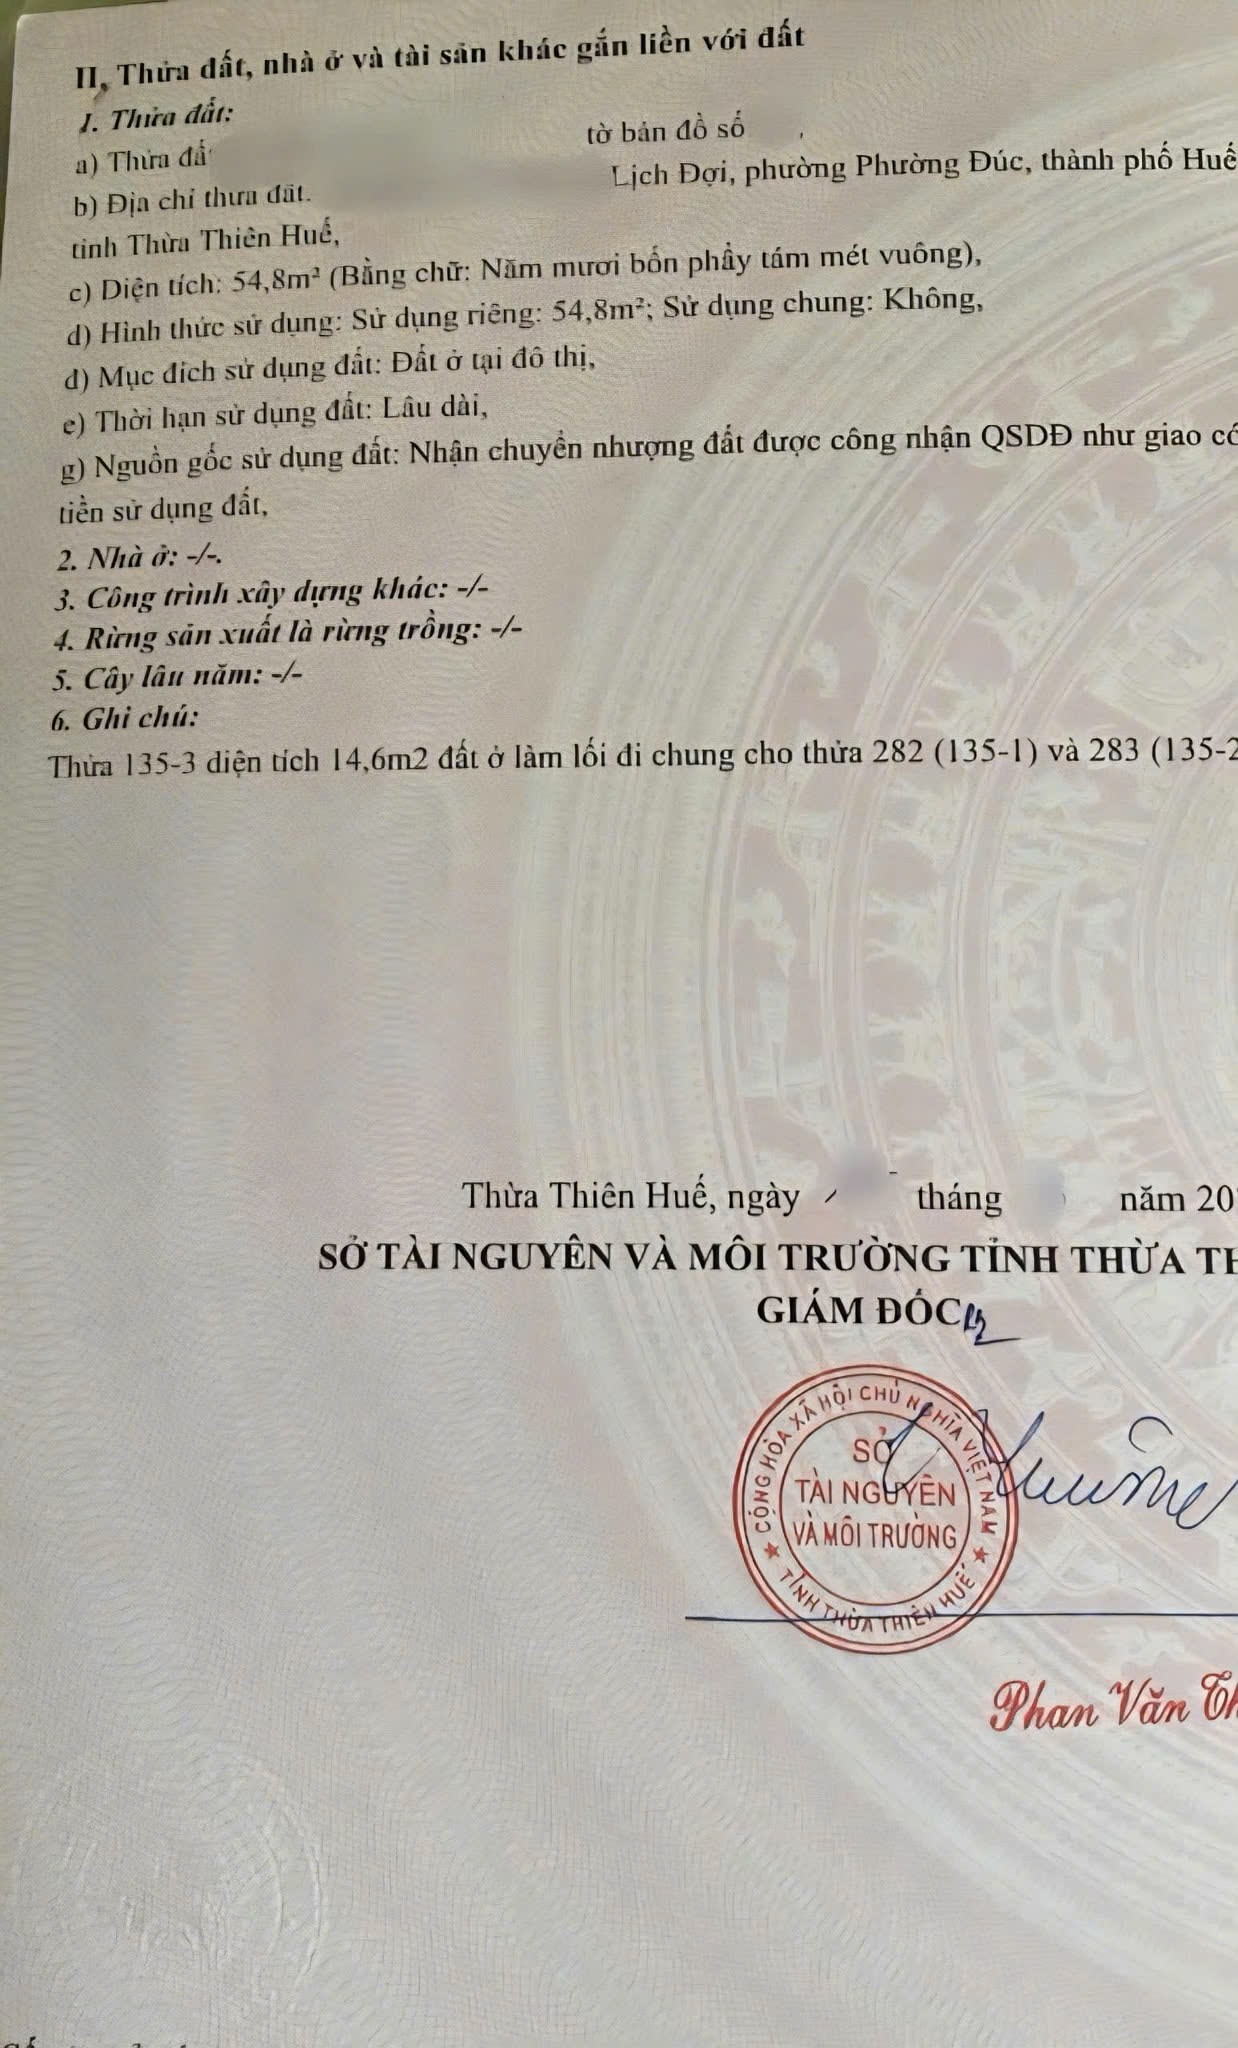 II, Thửa đất, nhà ở và tài sản khác gắn liền với đất
1. Thửa đất:
a) Thửa đấ tờ bản đồ số ,
b) Địa chỉ thửa đất. Lịch Đợi, phường Phường Đúc, thành phố Huế
tỉnh Thừa Thiên Huế,
c) Diện tích: 54,8m² (Bằng chữ: Năm mươi bốn phẩy tám mét vuông),
d) Hình thức sử dụng: Sử dụng riêng: 54,8m²; Sử dụng chung: Không,
đ) Mục đích sử dụng đất: Đất ở tại đô thị,
e) Thời hạn sử dụng đất: Lâu dài,
g) Nguồn gốc sử dụng đất: Nhận chuyển nhượng đất được công nhận QSDĐ như giao có
tiền sử dụng đất,
2. Nhà ở: -/-.
3. Công trình xây dựng khác: -/-
4. Rừng sản xuất là rừng trồng: -/-
5. Cây lâu năm: -/-
6. Ghi chú:
Thửa 135-3 diện tích 14,6m2 đất ở làm lối đi chung cho thửa 282 (135-1) và 283 (135-2
Thừa Thiên Huế, ngày tháng năm 20
SỞ TÀI NGUYÊN VÀ MÔI TRƯỜNG TỈNH THỪA TH
GIÁM ĐỐC
CỘNG HÒA XÃ HỘI CHỦ NGHĨA VIỆT NAM
SỞ
TÀI NGUYÊN
VÀ MÔI TRƯỜNG
TỈNH THỪA THIÊN HUẾ
Phan Văn Th